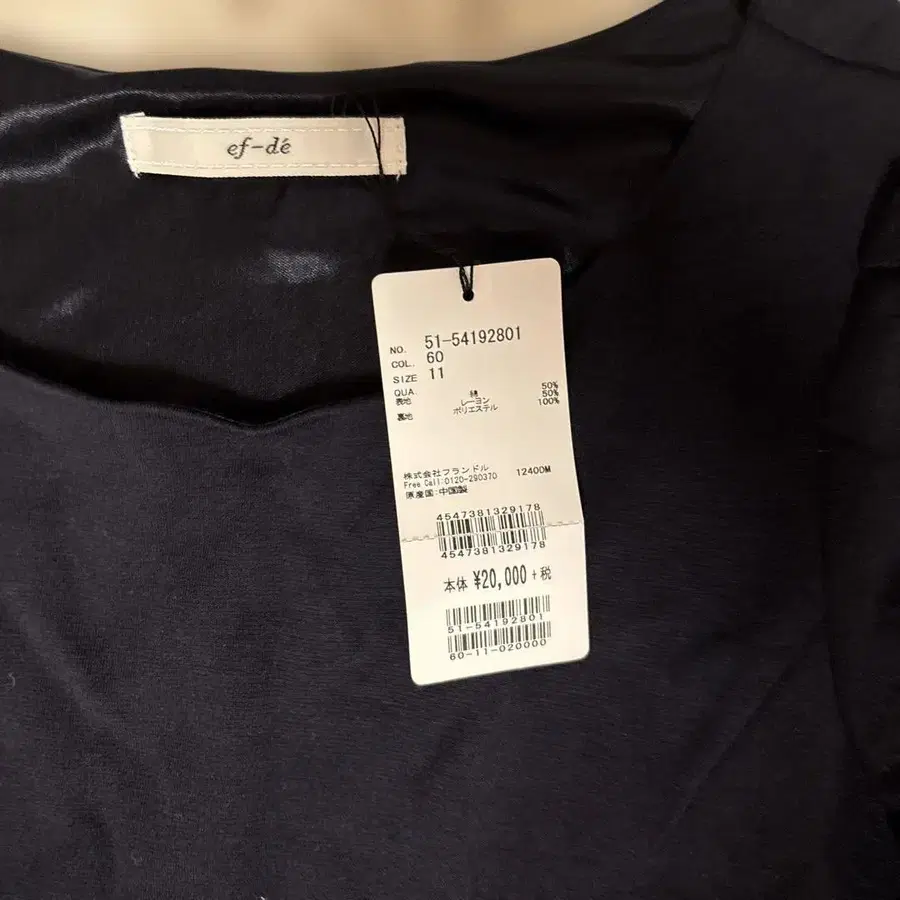 ef-dé
NO. 51-54192801
COL. 60
SIZE 11
QUA.
表地 綿 50%
レーヨン 50%
裏地 ポリエステル 100%
株式会社フランドル 1240DM
Free Call:0120-290370
原産国:中国製
4547381329178
4547381329178
本体 ¥20,000 +税
51-54192801
60-11-020000